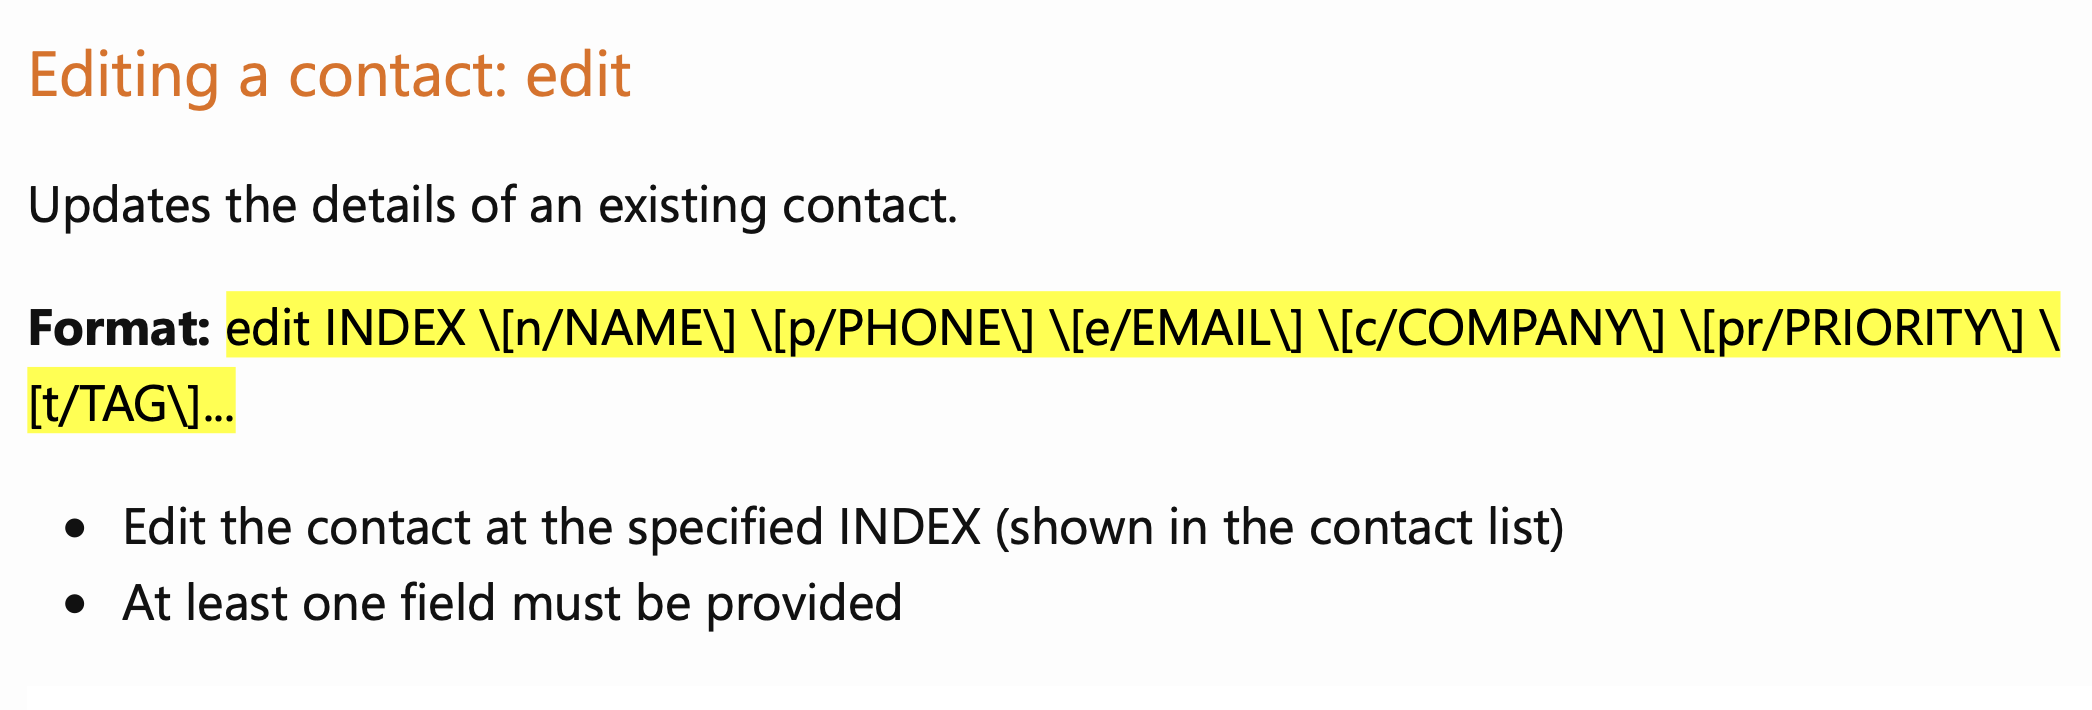 Editing a contact: edit
Updates the details of an existing contact.
Format: edit INDEX \[n/NAME\] \[p/PHONE\] \[e/EMAIL\] \[c/COMPANY\] \[pr/PRIORITY\] \
[t/TAG\]...
• Edit the contact at the specified INDEX (shown in the contact list)
• At least one field must be provided